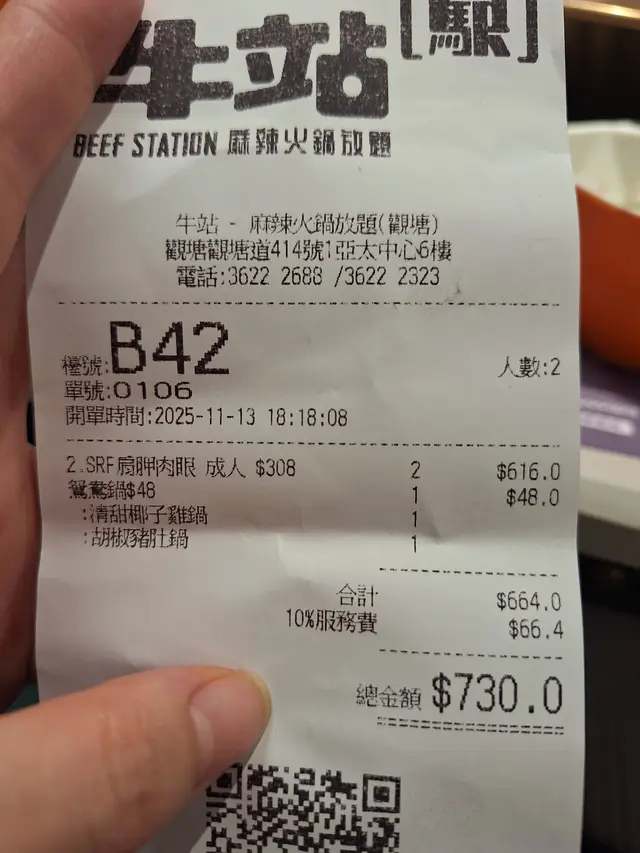 牛站[駅]
BEEF STATION 麻辣火鍋放題
牛站 - 麻辣火鍋放題(觀塘)
觀塘觀塘道414號1亞太中心6樓
電話:3622 2688 /3622 2323
檯號:B42 人數:2
單號:0106
開單時間:2025-11-13 18:18:08
2.SRF肩胛肉眼 成人 $308 2 $616.0
鴛鴦鍋$48 1 $48.0
:清甜椰子雞鍋 1
:胡椒豬肚鍋 1
合計 $664.0
10%服務費 $66.4
總金額 $730.0